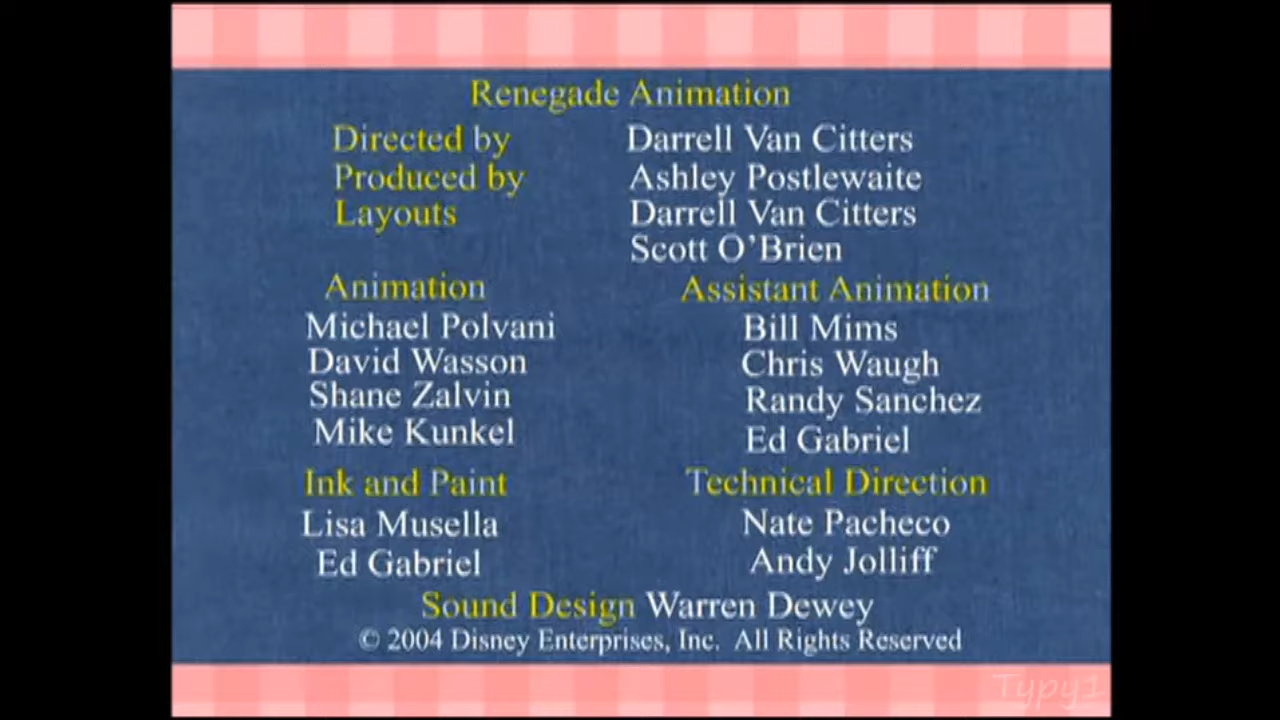 Renegade Animation
Directed by Darrell Van Citters
Produced by Ashley Postlewaite
Layouts Darrell Van Citters
Scott O'Brien
Animation
Michael Polvani
David Wasson
Shane Zalvin
Mike Kunkel
Assistant Animation
Bill Mims
Chris Waugh
Randy Sanchez
Ed Gabriel
Ink and Paint
Lisa Musella
Ed Gabriel
Technical Direction
Nate Pacheco
Andy Jolliff
Sound Design Warren Dewey
© 2004 Disney Enterprises, Inc. All Rights Reserved
Typy1